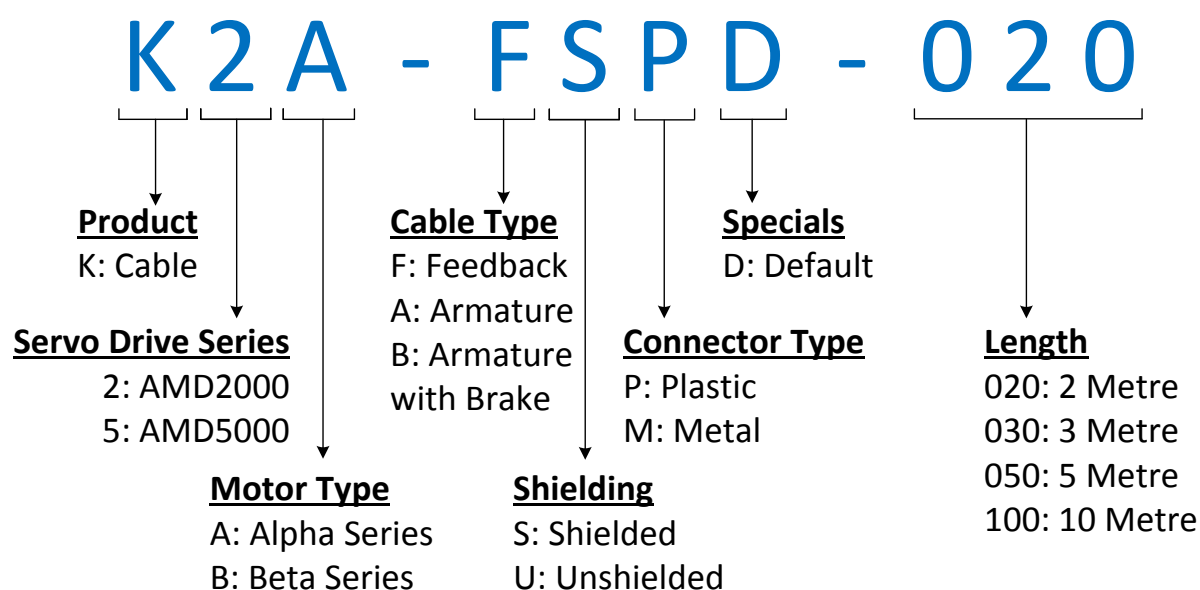 K2A - FSPD - 020
Product
K: Cable
Servo Drive Series
2: AMD2000
5: AMD5000
Motor Type
A: Alpha Series
B: Beta Series
Cable Type
F: Feedback
A: Armature
B: Armature
with Brake
Shielding
S: Shielded
U: Unshielded
Connector Type
P: Plastic
M: Metal
Specials
D: Default
Length
020: 2 Metre
030: 3 Metre
050: 5 Metre
100: 10 Metre